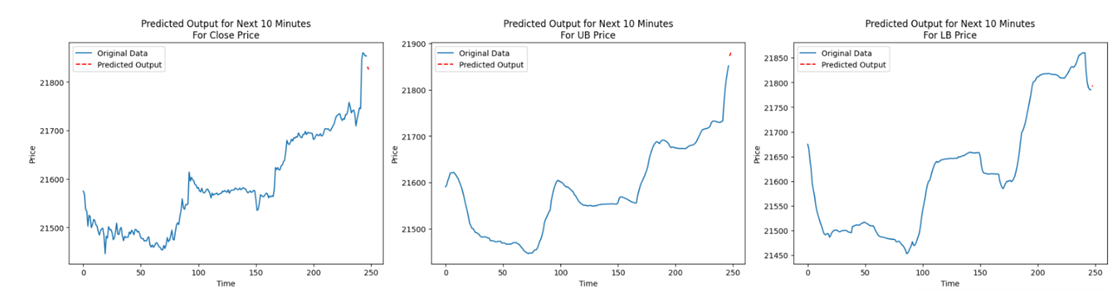 Predicted Output for Next 10 Minutes
For Close Price
Original Data
Predicted Output
21800
21700
21600
21500
Price
0 50 100 150 200 250
Time
Predicted Output for Next 10 Minutes
For UB Price
Original Data
Predicted Output
21900
21800
21700
21600
21500
Price
0 50 100 150 200 250
Time
Predicted Output for Next 10 Minutes
For LB Price
Original Data
Predicted Output
21850
21800
21750
21700
21650
21600
21550
21500
21450
Price
0 50 100 150 200 250
Time